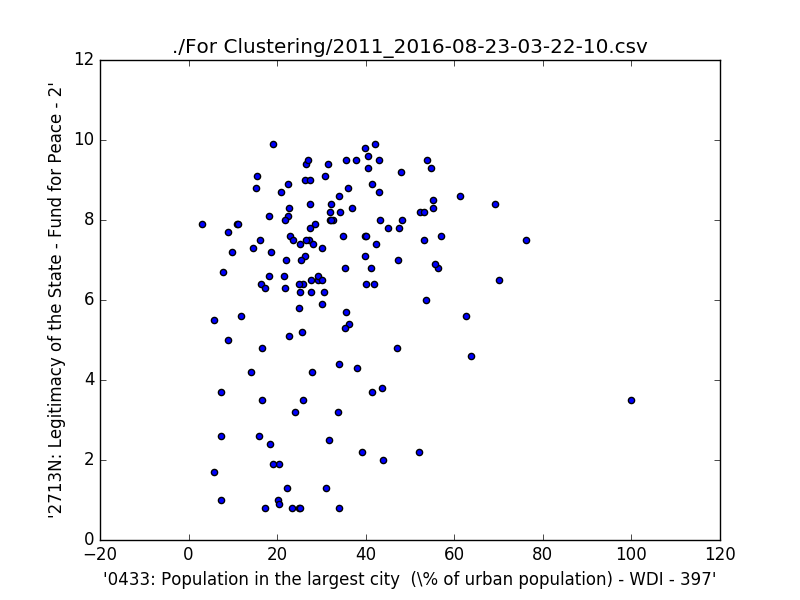 ./For Clustering/2011_2016-08-23-03-22-10.csv
'2713N: Legitimacy of the State - Fund for Peace - 2'
12
10
8
6
4
2
0
−20 0 20 40 60 80 100 120
'0433: Population in the largest city  (\% of urban population) - WDI - 397'